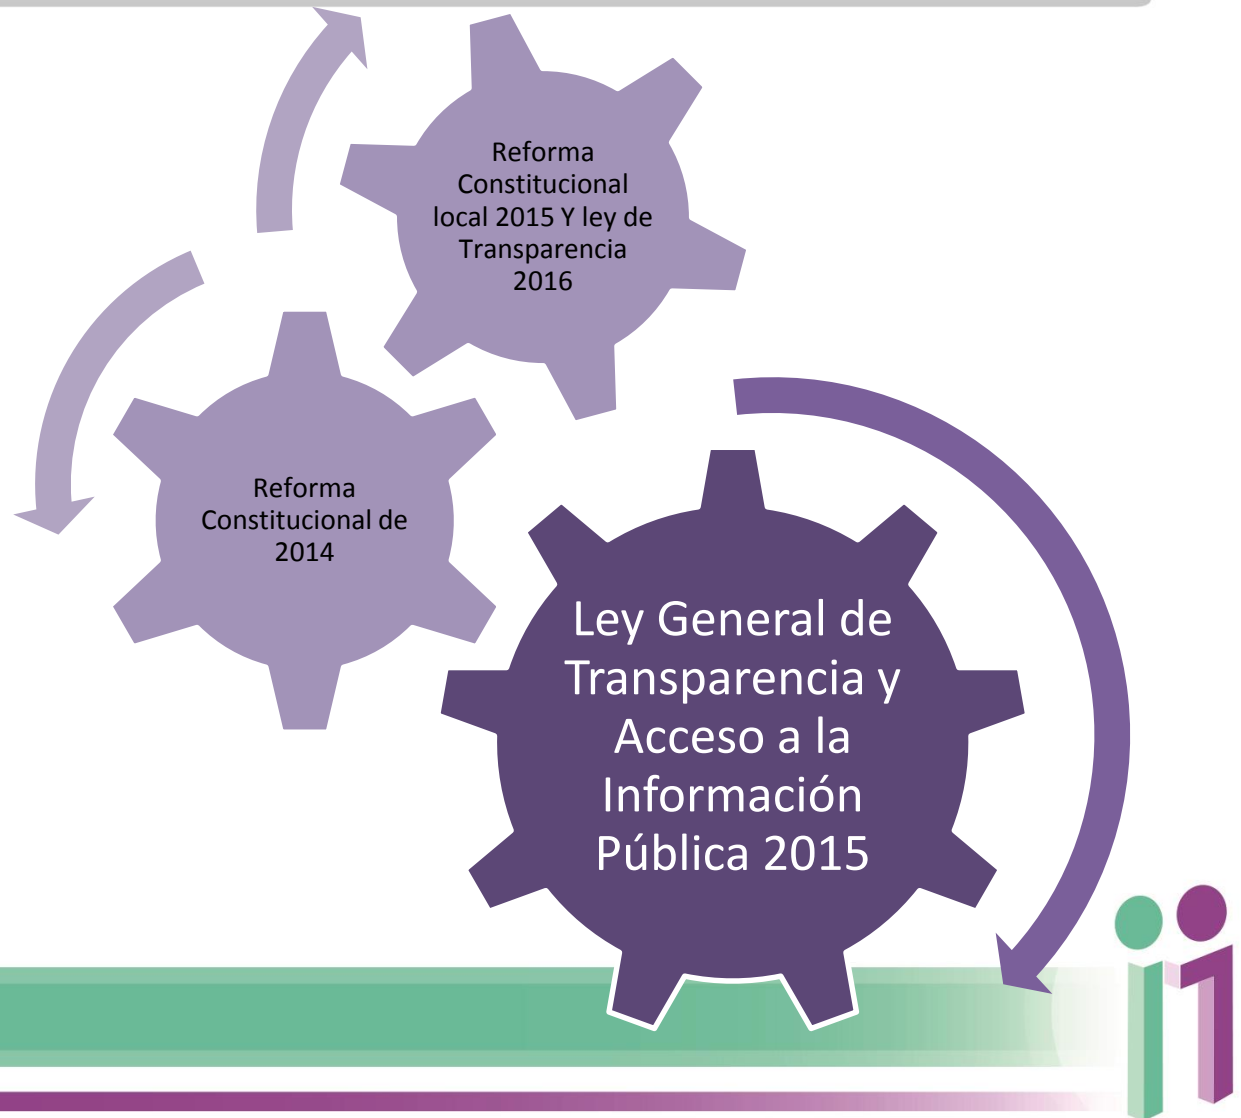 Reforma
Constitucional
local 2015 Y ley de
Transparencia
2016
Reforma
Constitucional de
2014
Ley General de
Transparencia y
Acceso a la
Información
Pública 2015